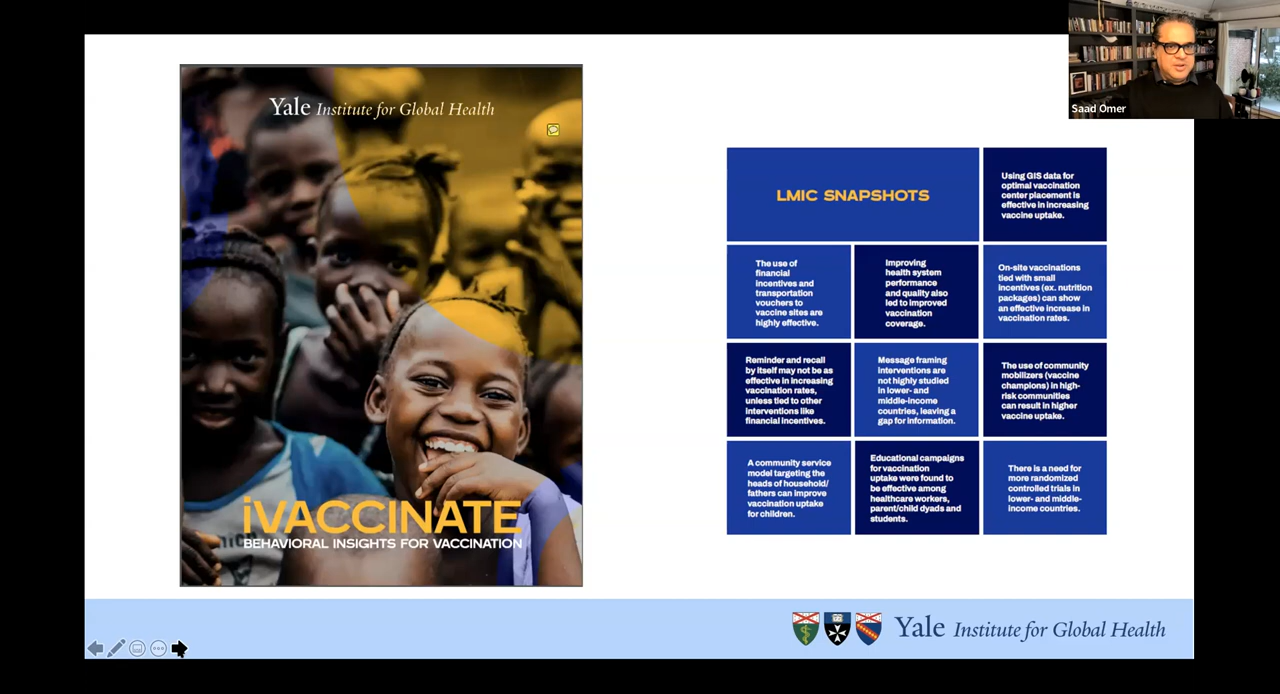 Yale Institute for Global Health
iVACCINATE
BEHAVIORAL INSIGHTS FOR VACCINATION
LMIC SNAPSHOTS
Using GIS data for
optimal vaccination
center placement is
effective in increasing
vaccine uptake.
The use of
financial
incentives and
transportation
vouchers to
vaccine sites are
highly effective.
Improving
health system
performance
and quality also
led to improved
vaccination
coverage.
On-site vaccinations
tied with small
incentives (ex. nutrition
packages) can show
an effective increase in
vaccination rates.
Reminder and recall
by itself may not be as
effective in increasing
vaccination rates,
unless tied to other
interventions like
financial incentives.
Message framing
interventions are
not highly studied
in lower- and
middle-income
countries, leaving a
gap for information.
The use of community
mobilizers (vaccine
champions) in high-
risk communities
can result in higher
vaccine uptake.
A community service
model targeting the
heads of household/
fathers can improve
vaccination uptake
for children.
Educational campaigns
for vaccination
uptake were found to
be effective among
healthcare workers,
parent/child dyads and
students.
There is a need for
more randomized
controlled trials in
lower- and middle-
income countries.
Saad Omer
Yale Institute for Global Health